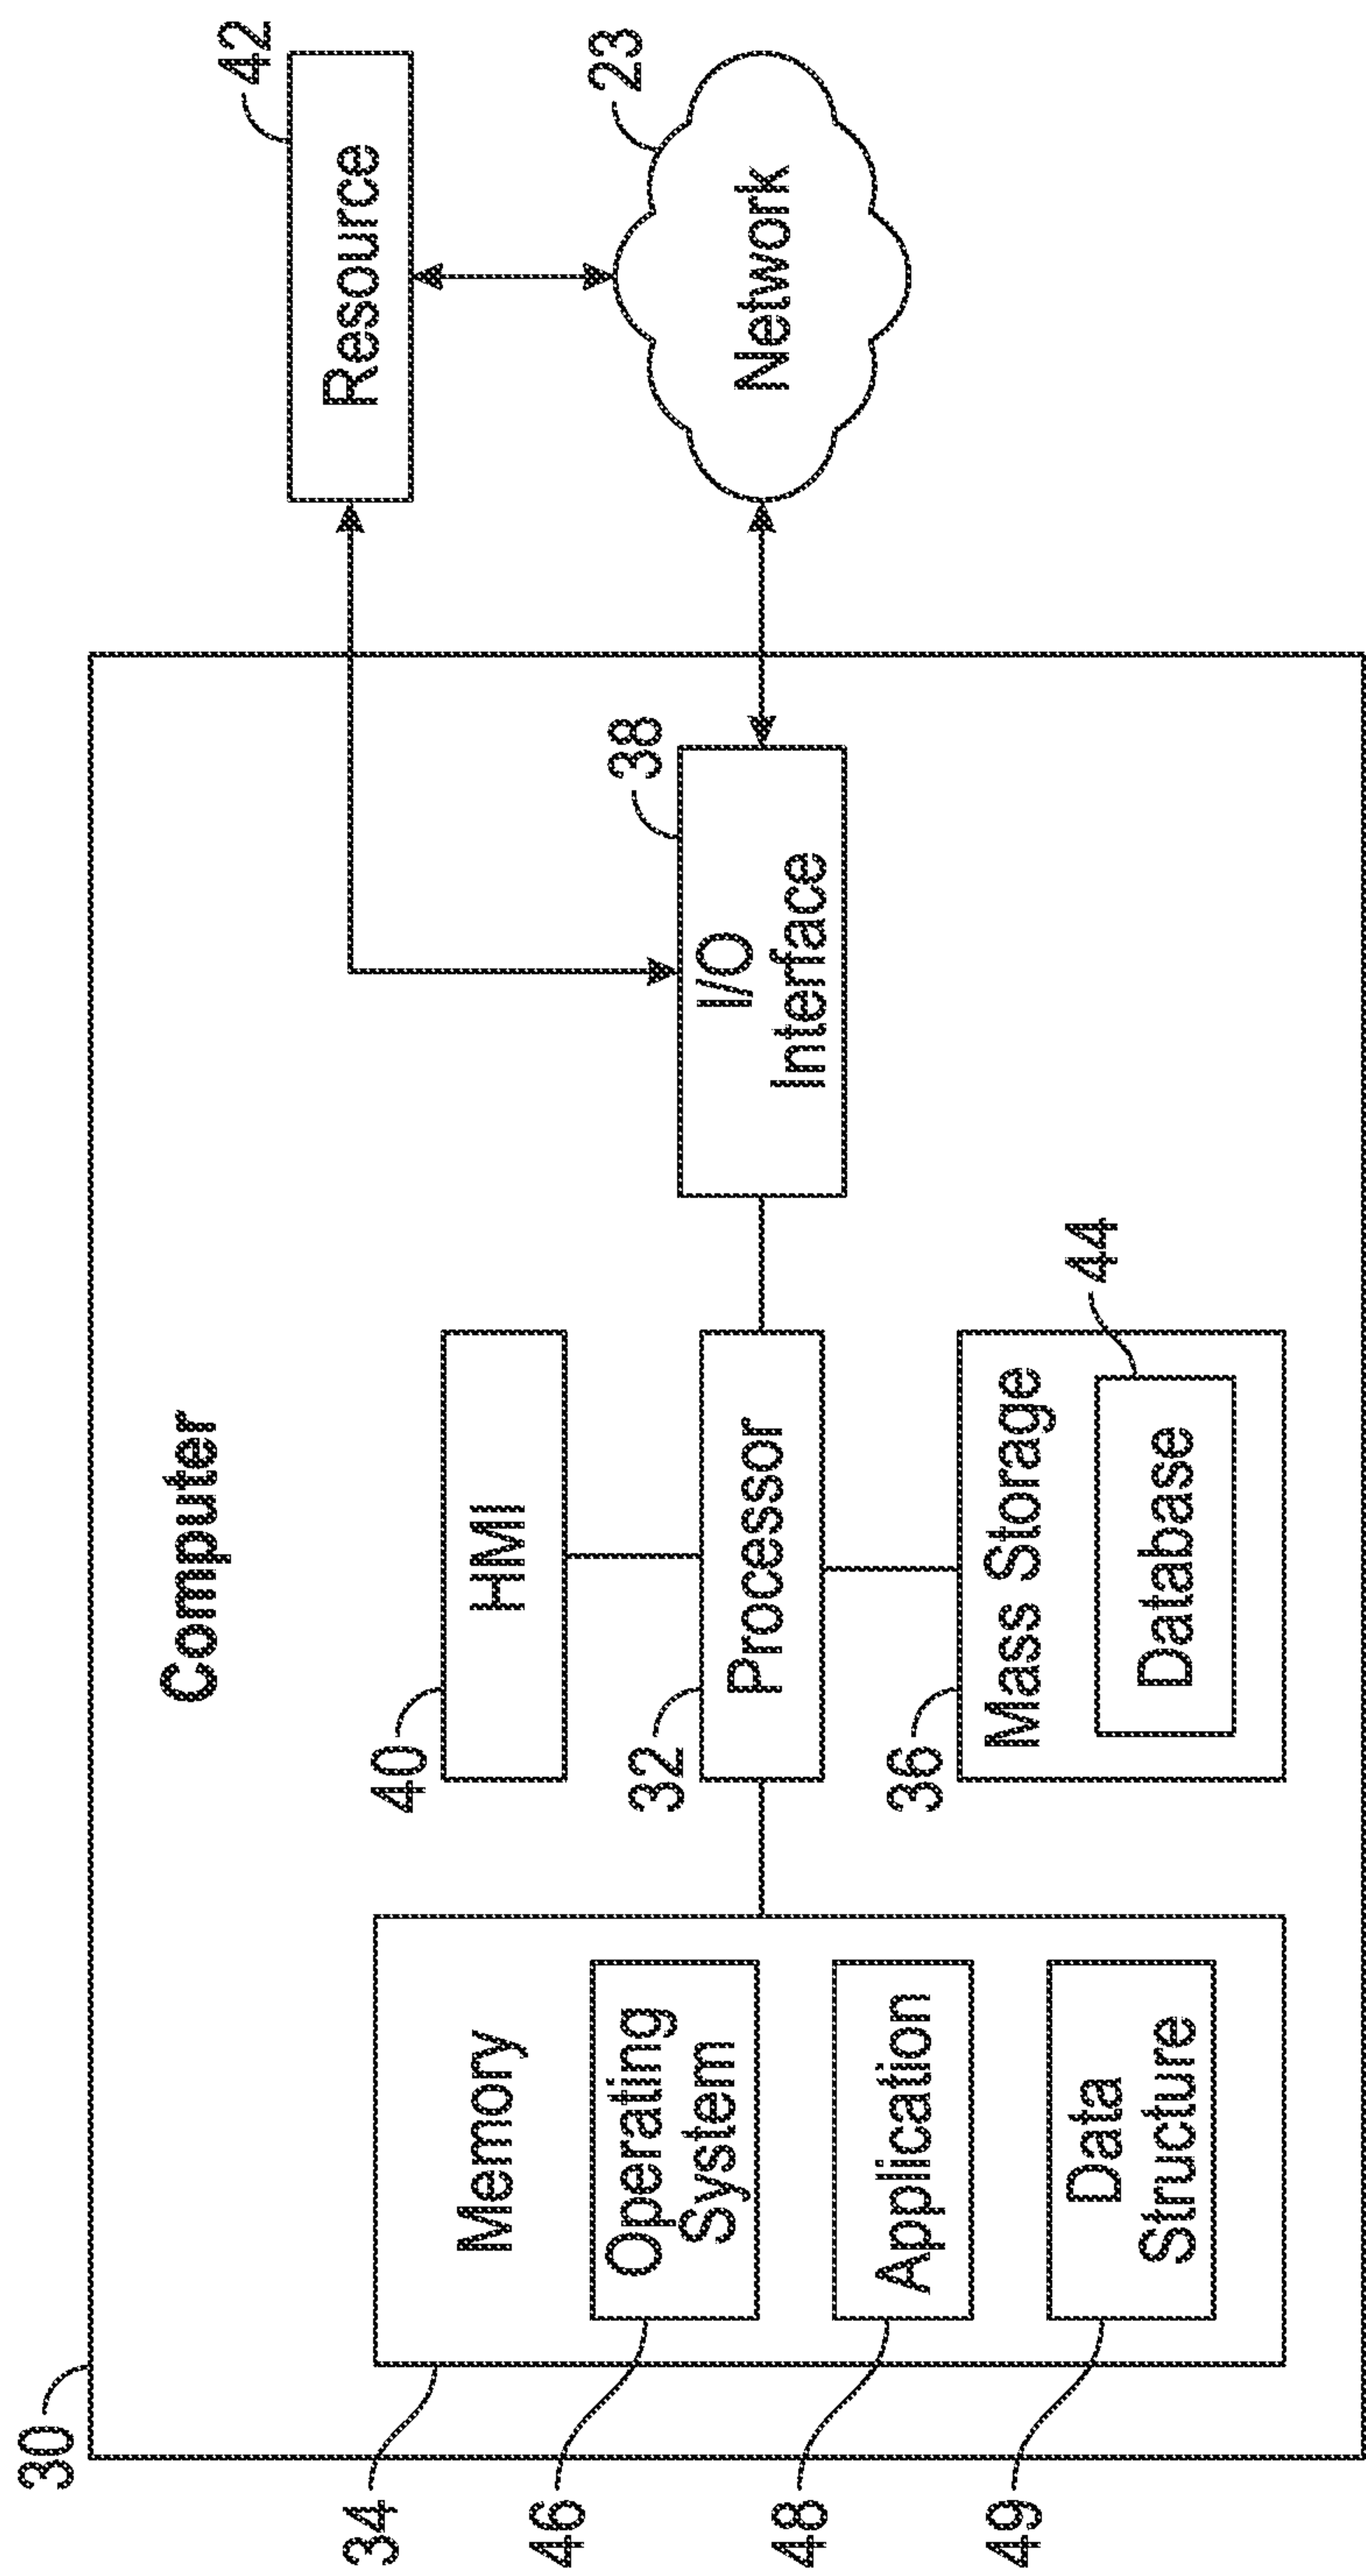 30
Computer
42
Resource
23
Network
34
Memory
46
Operating
System
48
Application
49
Data
Structure
40
HMI
32
Processor
36
Mass Storage
44
Database
38
I/O
Interface